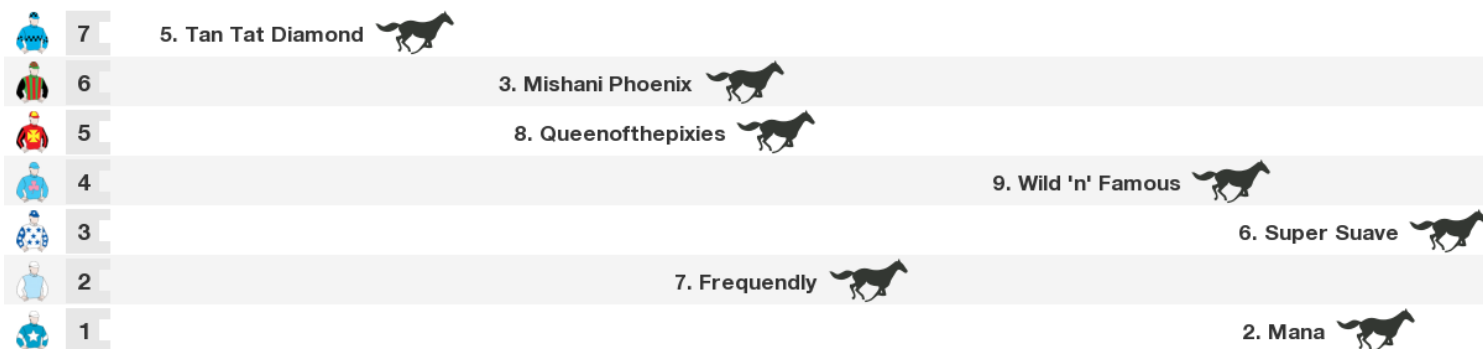 7 5. Tan Tat Diamond
6 3. Mishani Phoenix
5 8. Queenofthepixies
4 9. Wild 'n' Famous
3 6. Super Suave
2 7. Frequendly
1 2. Mana